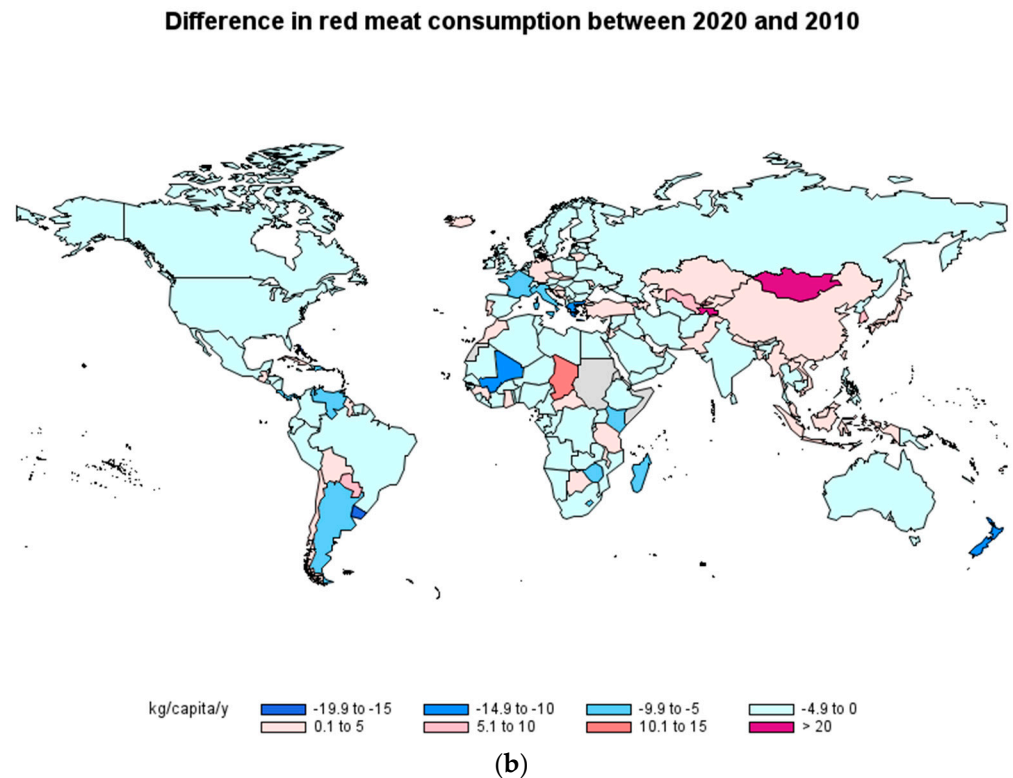 Difference in red meat consumption between 2020 and 2010
kg/capita/y -19.9 to -15 -14.9 to -10 -9.9 to -5 -4.9 to 0
0.1 to 5 5.1 to 10 10.1 to 15 > 20
(b)